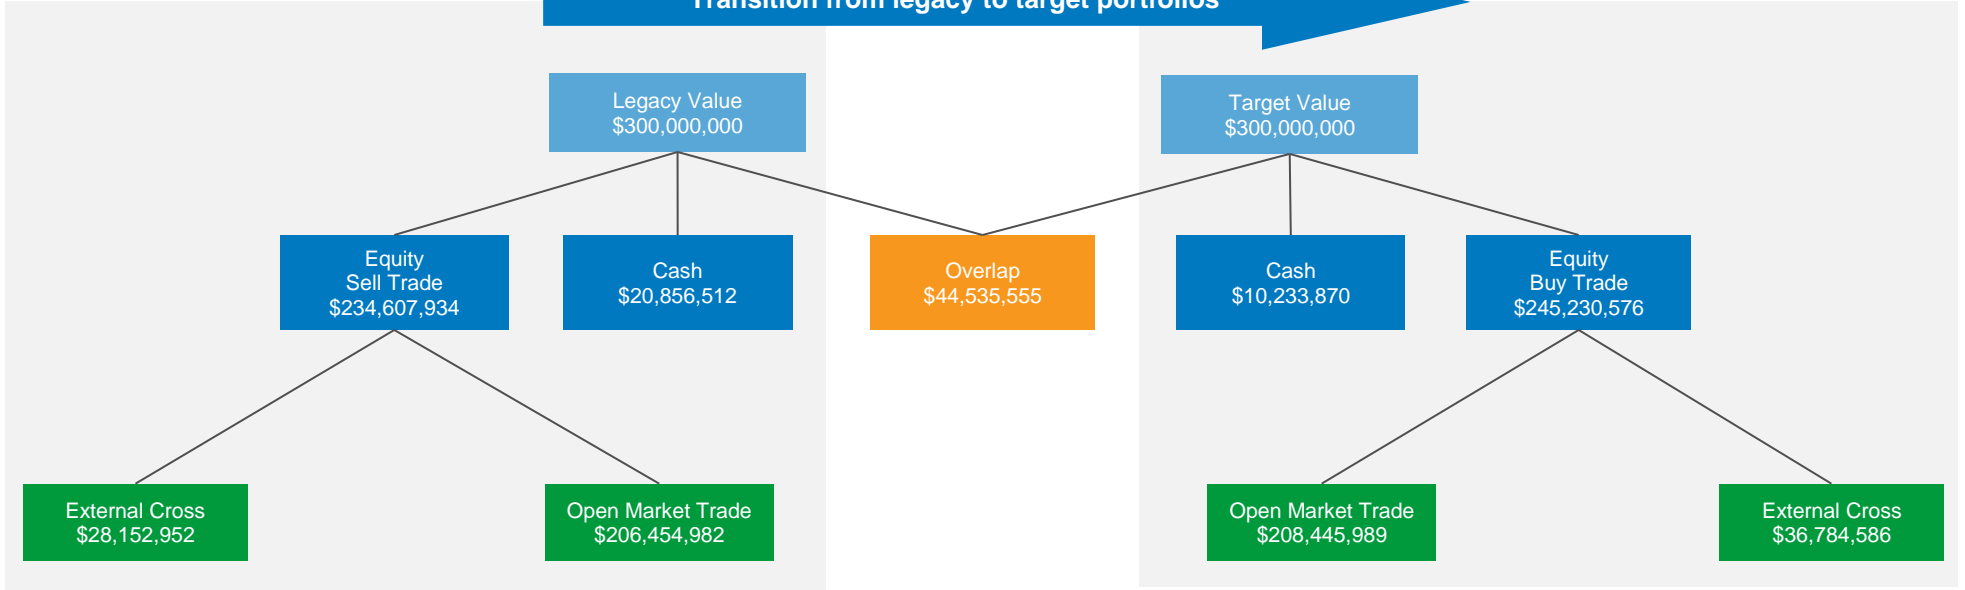 Transition from legacy to target portfolios
Legacy Value
$300,000,000
Target Value
$300,000,000
Equity
Sell Trade
$234,607,934
Cash
$20,856,512
Overlap
$44,535,555
Cash
$10,233,870
Equity
Buy Trade
$245,230,576
External Cross
$28,152,952
Open Market Trade
$206,454,982
Open Market Trade
$208,445,989
External Cross
$36,784,586